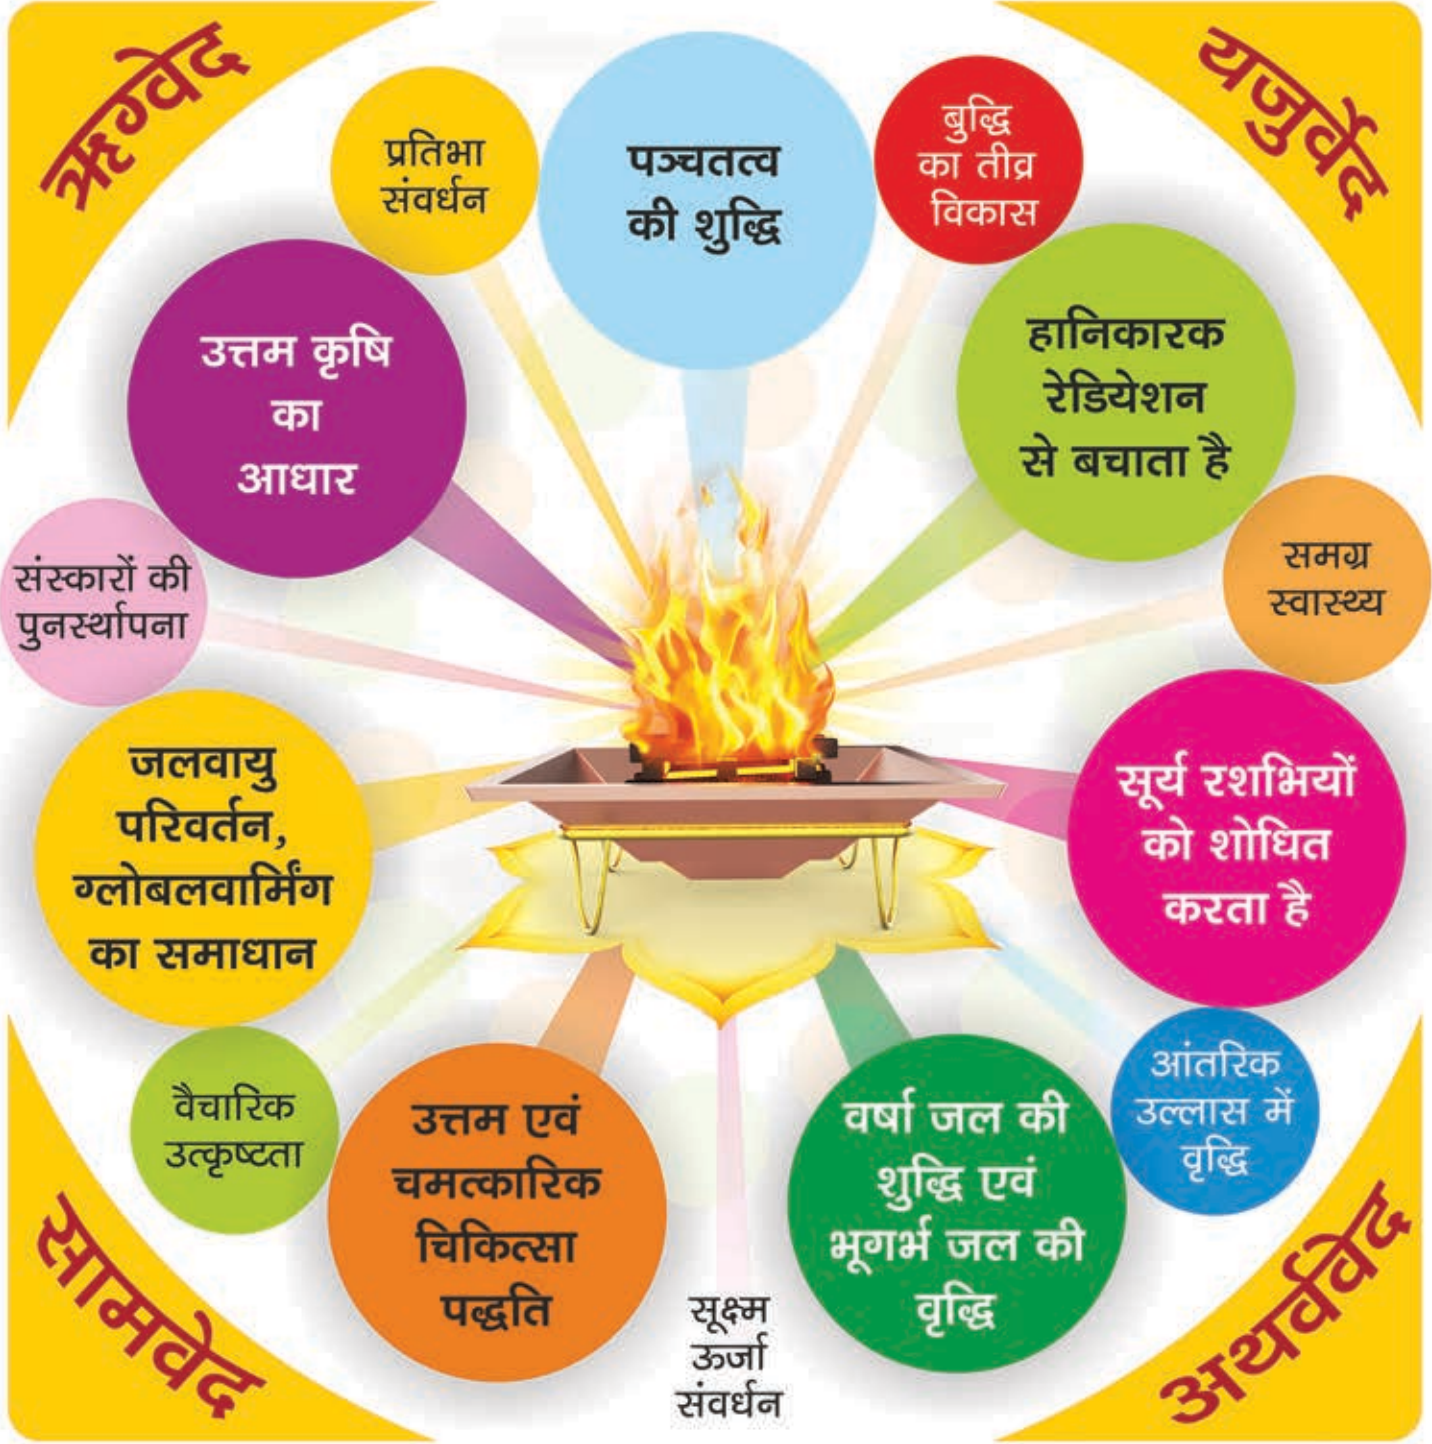 ऋग्वेद
यजुर्वेद
प्रतिभा
संवर्धन
पञ्चतत्व
की शुद्धि
बुद्धि
का तीव्र
विकास
उत्तम कृषि
का
आधार
हानिकारक
रेडियेशन
से बचाता है
संस्कारों की
पुनर्स्थापना
समग्र
स्वास्थ्य
जलवायु
परिवर्तन,
ग्लोबलवार्मिंग
का समाधान
सूर्य रशभियों
को शोधित
करता है
वैचारिक
उत्कृष्टता
उत्तम एवं
चमत्कारिक
चिकित्सा
पद्धति
सूक्ष्म
ऊर्जा
संवर्धन
वर्षा जल की
शुद्धि एवं
भूगर्भ जल की
वृद्धि
आंतरिक
उल्लास में
वृद्धि
सामवेद
अथर्ववेद